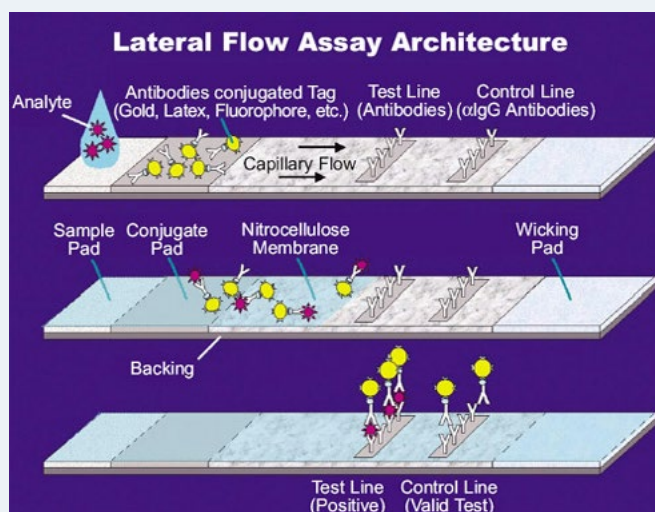 Lateral Flow Assay Architecture
Analyte
Antibodies conjugated Tag
(Gold, Latex, Fluorophore, etc.)
Test Line
(Antibodies)
Control Line
(αIgG Antibodies)
Capillary Flow
Sample
Pad
Conjugate
Pad
Nitrocellulose
Membrane
Wicking
Pad
Backing
Test Line
(Positive)
Control Line
(Valid Test)